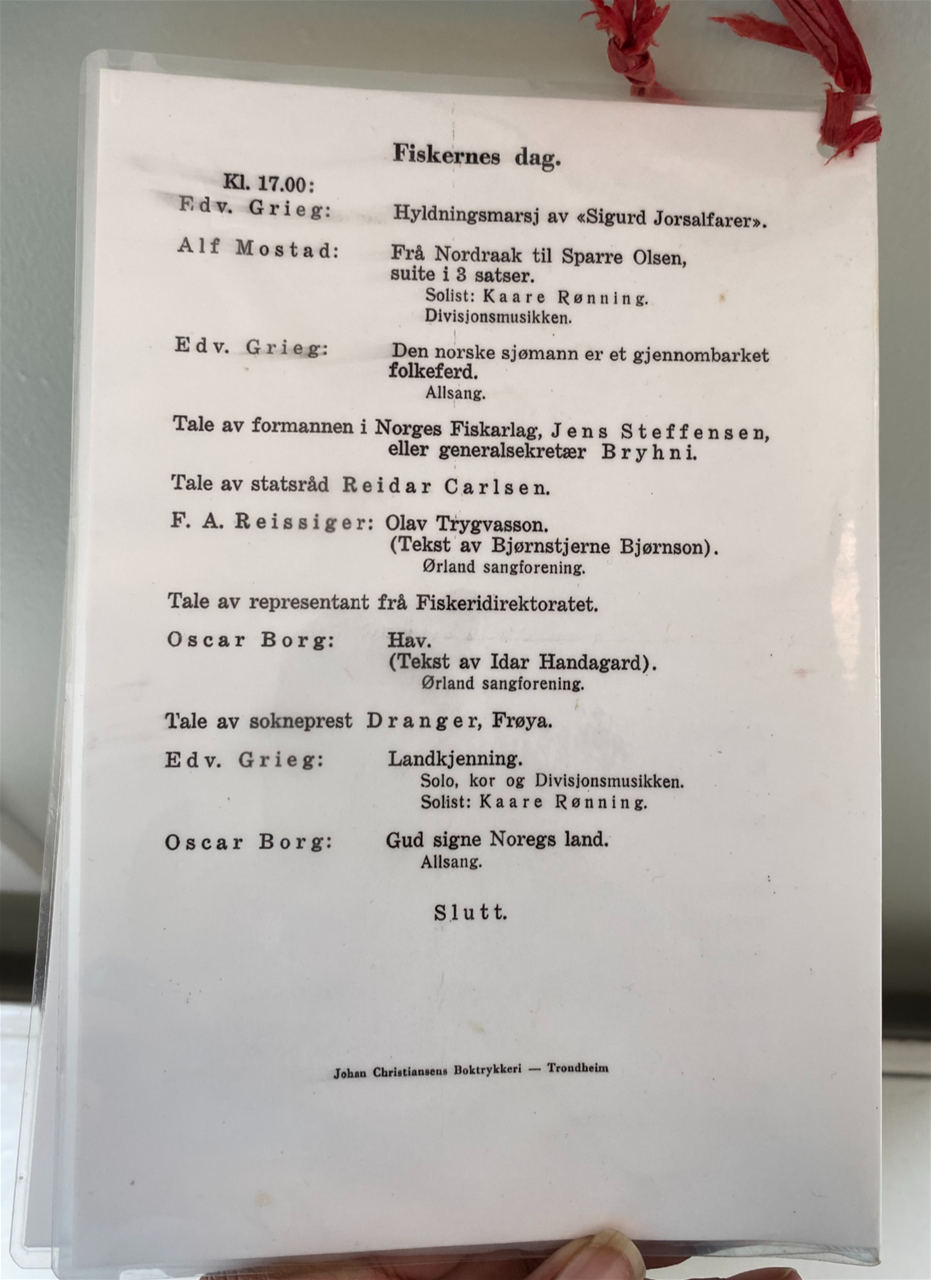 Fiskernes dag.
Kl. 17.00:
Edv. Grieg: Hyldningsmarsj av «Sigurd Jorsalfarer».
Alf Mostad: Frå Nordraak til Sparre Olsen,
suite i 3 satser.
Solist: Kaare Rønning.
Divisjonsmusikken.
Edv. Grieg: Den norske sjømann er et gjennombarket
folkeferd.
Allsang.
Tale av formannen i Norges Fiskarlag, Jens Steffensen,
eller generalsekretær Bryhni.
Tale av statsråd Reidar Carlsen.
F. A. Reissiger: Olav Trygvasson.
(Tekst av Bjørnstjerne Bjørnson).
Ørland sangforening.
Tale av representant frå Fiskeridirektoratet.
Oscar Borg: Hav.
(Tekst av Idar Handagard).
Ørland sangforening.
Tale av sokneprest Dranger, Frøya.
Edv. Grieg: Landkjenning.
Solo, kor og Divisjonsmusikken.
Solist: Kaare Rønning.
Oscar Borg: Gud signe Noregs land.
Allsang.
Slutt.
Johan Christiansens Boktrykkeri — Trondheim